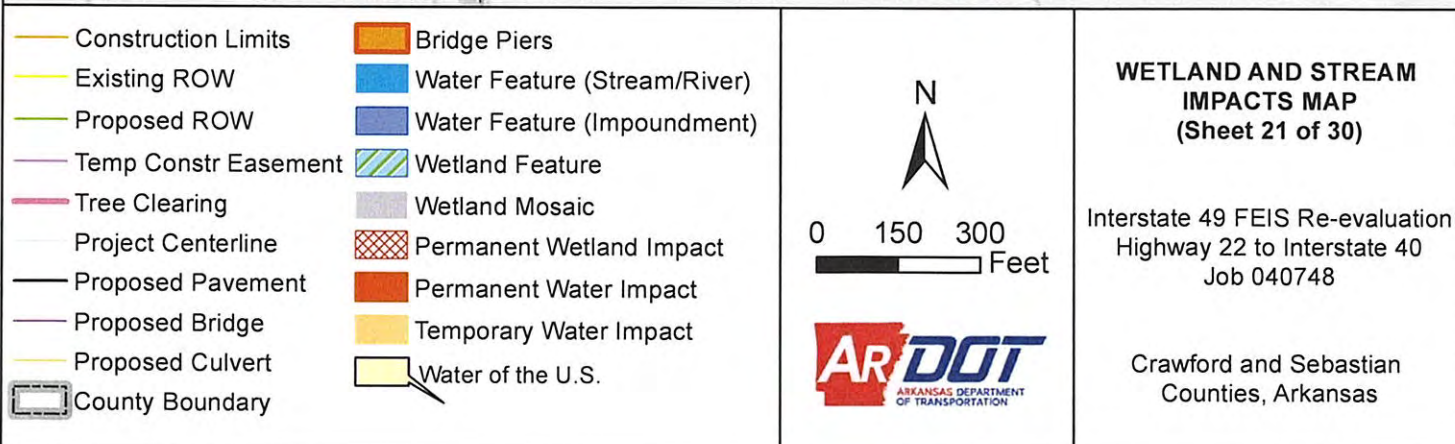 Construction Limits
Existing ROW
Proposed ROW
Temp Constr Easement
Tree Clearing
Project Centerline
Proposed Pavement
Proposed Bridge
Proposed Culvert
County Boundary
Bridge Piers
Water Feature (Stream/River)
Water Feature (Impoundment)
Wetland Feature
Wetland Mosaic
Permanent Wetland Impact
Permanent Water Impact
Temporary Water Impact
Water of the U.S.
N
0 150 300
Feet
ARDOT
ARKANSAS DEPARTMENT
OF TRANSPORTATION
WETLAND AND STREAM
IMPACTS MAP
(Sheet 21 of 30)
Interstate 49 FEIS Re-evaluation
Highway 22 to Interstate 40
Job 040748
Crawford and Sebastian
Counties, Arkansas